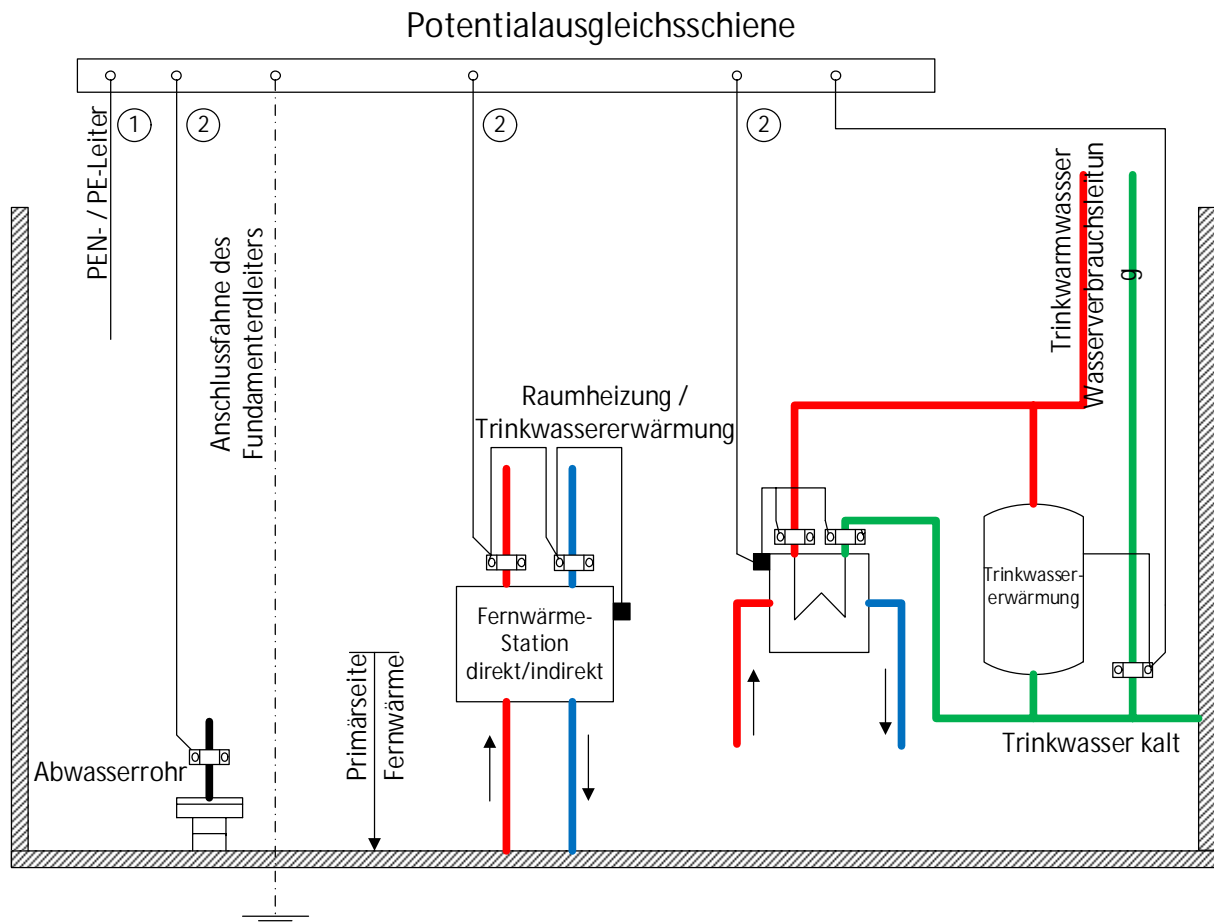 Potentialausgleichsschiene
PEN- / PE-Leiter
1
2
2
2
Anschlussfahne des
Fundamenterdleiters
Trinkwarmwasser
Wasserverbrauchsleitun
g
Raumheizung /
Trinkwassererwärmung
Fernwärme-
Station
direkt/indirekt
Trinkwasser-
erwärmung
Primärseite
Fernwärme
Abwasserrohr
Trinkwasser kalt